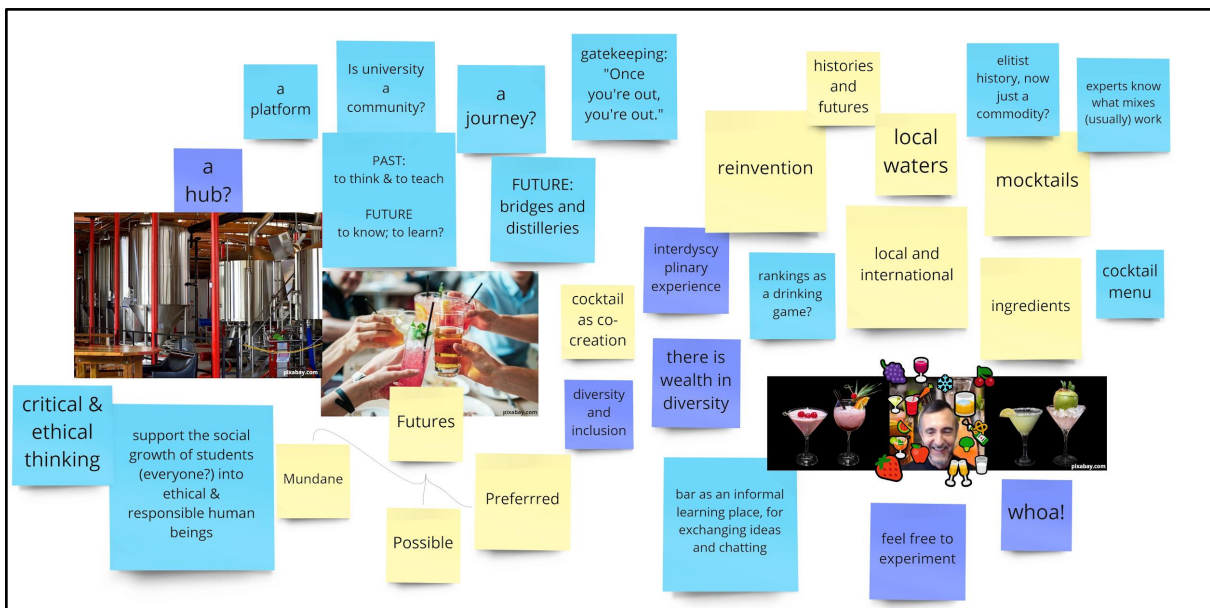 a
platform
Is university
a
community?
a
journey?
gatekeeping:
"Once
you're out,
you're out."
histories
and
futures
elitist
history, now
just a
commodity?
experts know
what mixes
(usually) work
a
hub?
PAST:
to think & to teach
FUTURE
to know; to learn?
FUTURE:
bridges and
distilleries
reinvention
local
waters
mocktails
interdyscy
plinary
experience
rankings as
a drinking
game?
local and
international
ingredients
cocktail
menu
pixabay.com
cocktail
as co-
creation
pixabay.com
there is
wealth in
diversity
diversity
and
inclusion
pixabay.com
critical &
ethical
thinking
support the social
growth of students
(everyone?) into
ethical &
responsible human
beings
Futures
Mundane
Possible
Preferrred
bar as an informal
learning place, for
exchanging ideas
and chatting
feel free to
experiment
whoa!